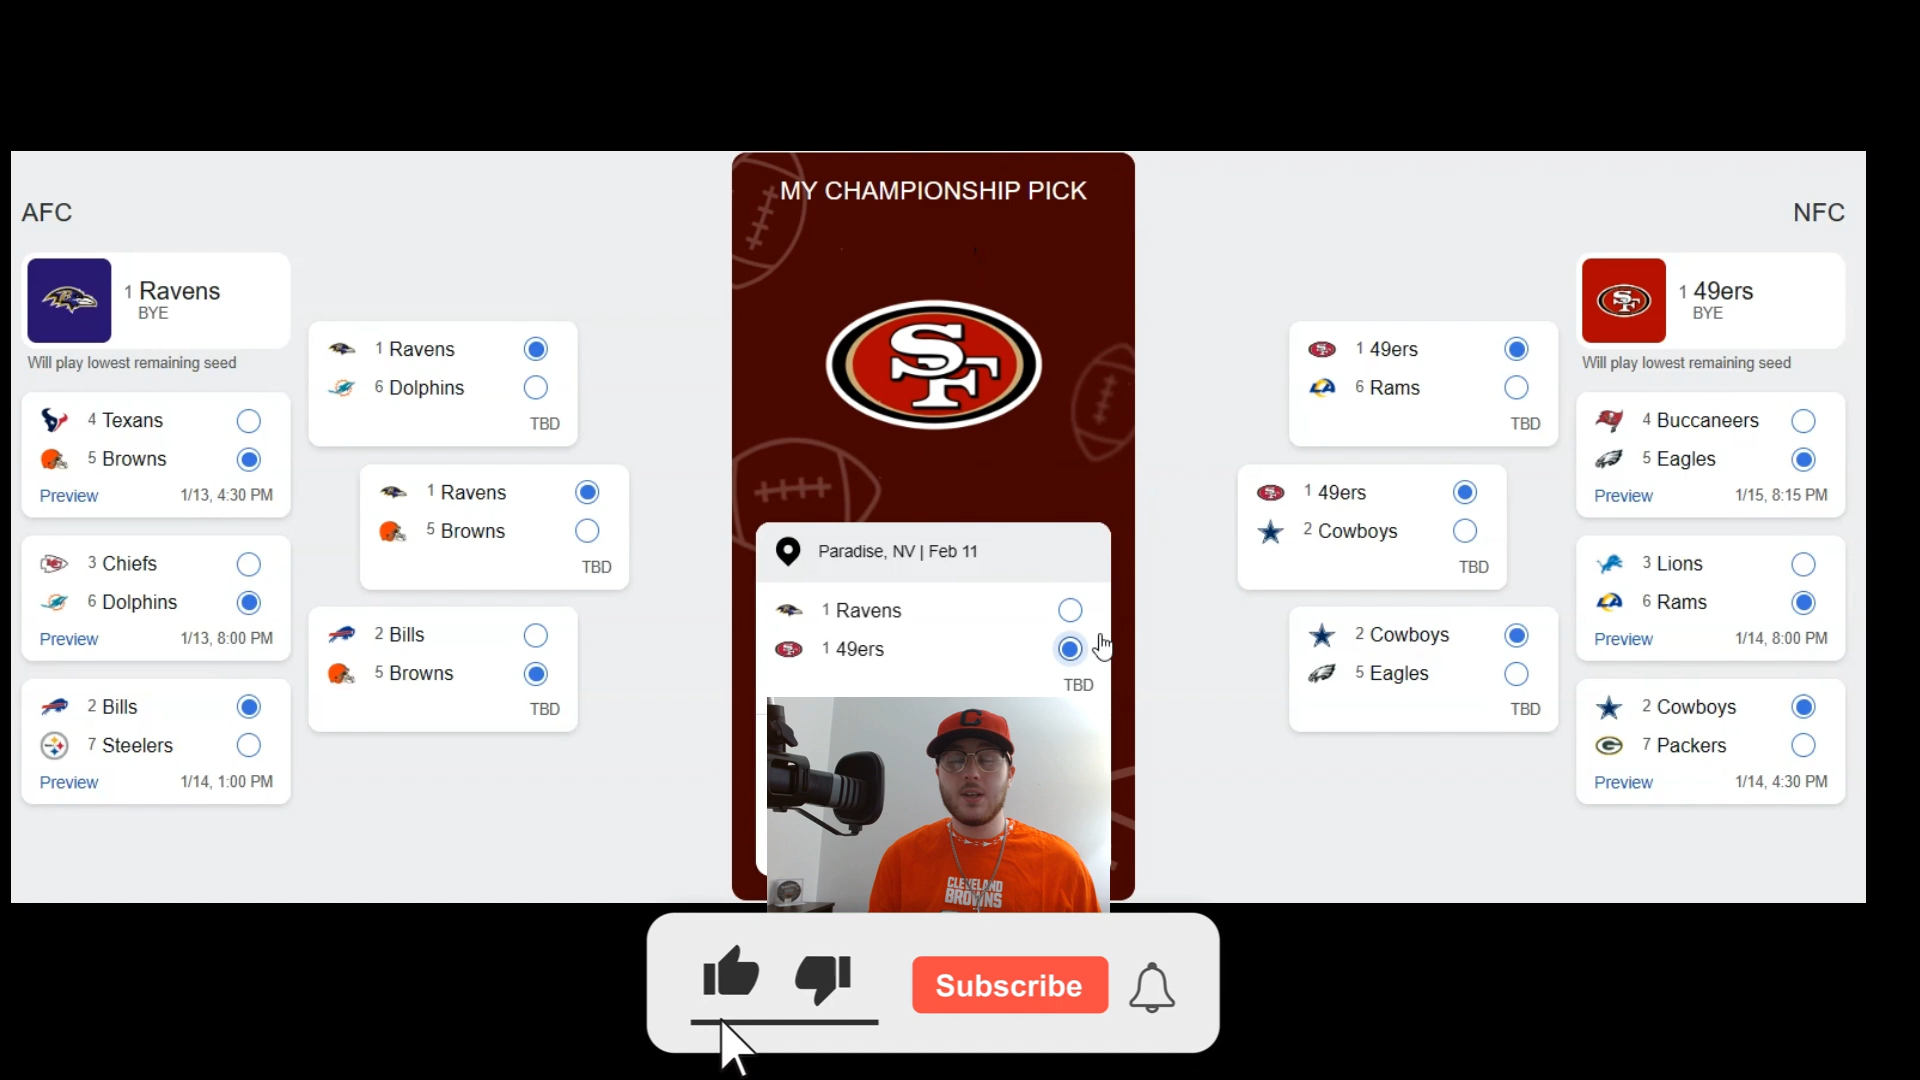 MY CHAMPIONSHIP PICK
AFC
NFC
1 Ravens
BYE
Will play lowest remaining seed
4 Texans
5 Browns
Preview 1/13, 4:30 PM
3 Chiefs
6 Dolphins
Preview 1/13, 8:00 PM
2 Bills
7 Steelers
Preview 1/14, 1:00 PM
1 Ravens
6 Dolphins
TBD
1 Ravens
5 Browns
TBD
2 Bills
5 Browns
TBD
SF
Paradise, NV | Feb 11
1 Ravens
1 49ers
TBD
C
CLEVELAND
BROWNS
1 49ers
6 Rams
TBD
1 49ers
2 Cowboys
TBD
2 Cowboys
5 Eagles
TBD
SF
1 49ers
BYE
Will play lowest remaining seed
4 Buccaneers
5 Eagles
Preview 1/15, 8:15 PM
3 Lions
6 Rams
Preview 1/14, 8:00 PM
2 Cowboys
7 Packers
Preview 1/14, 4:30 PM
Subscribe